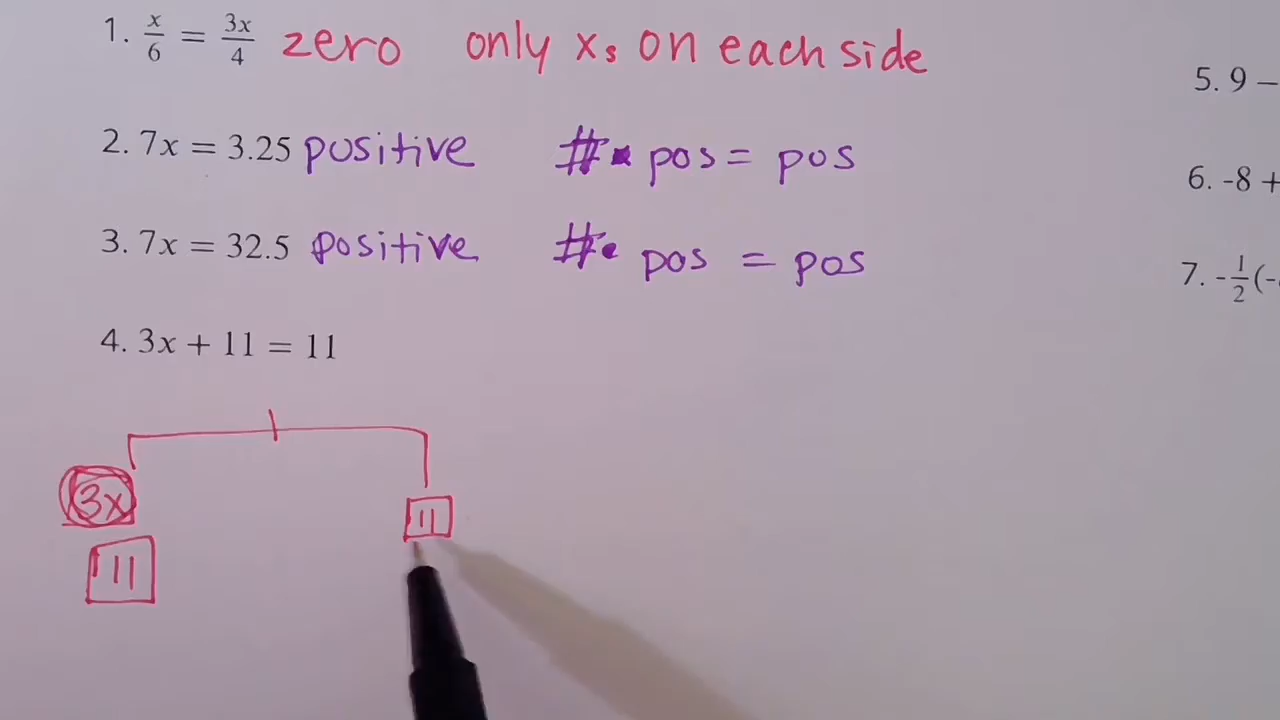 1. x/6 = 3x/4 zero only xs on each side
2. 7x = 3.25 positive #• pos = pos
3. 7x = 32.5 positive #• pos = pos
4. 3x + 11 = 11
3x
11
11
5. 9 –
6. -8 +
7. -1/2(-